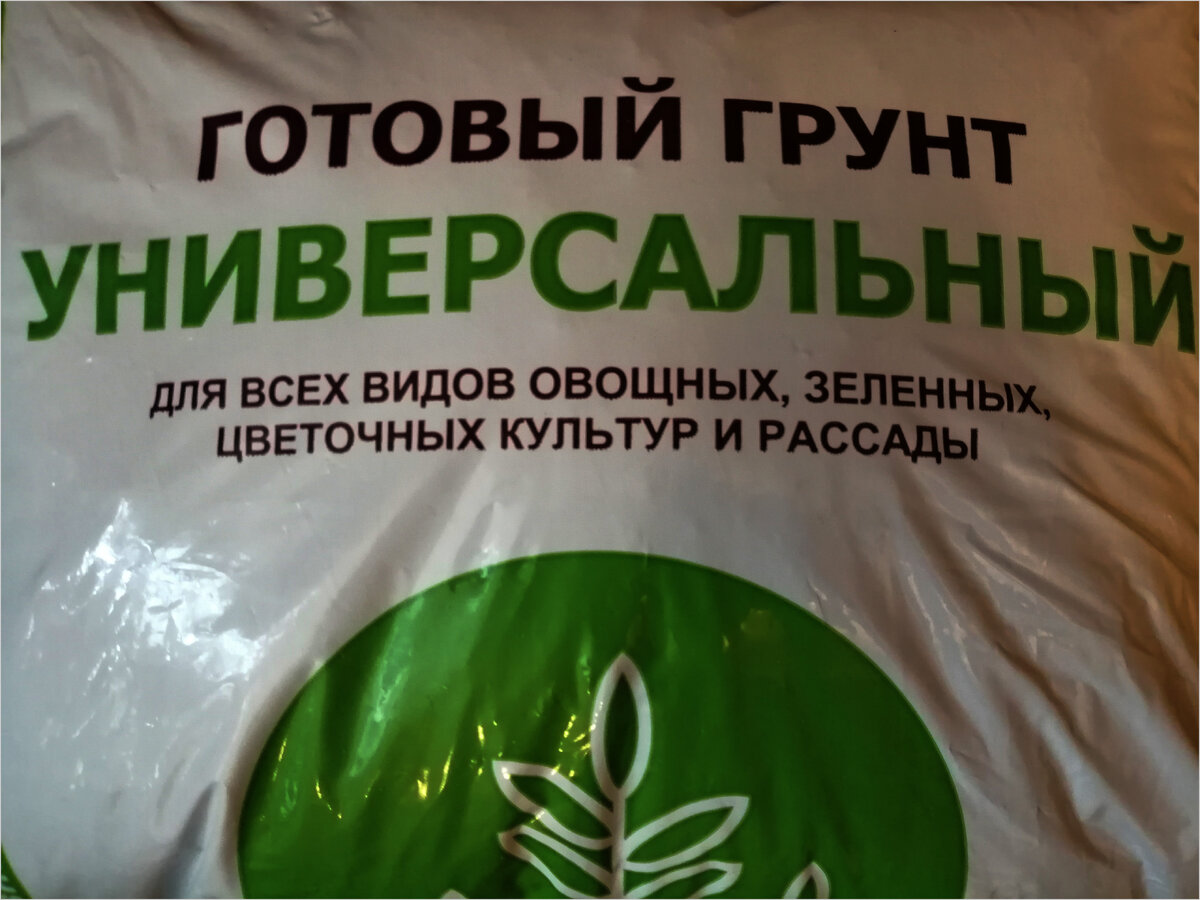 ГОТОВЫЙ ГРУНТ
УНИВЕРСАЛЬНЫЙ
ДЛЯ ВСЕХ ВИДОВ ОВОЩНЫХ, ЗЕЛЕННЫХ,
ЦВЕТОЧНЫХ КУЛЬТУР И РАССАДЫ